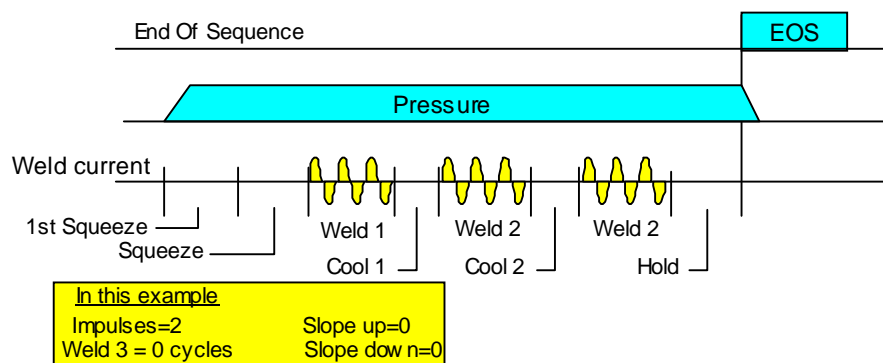 End Of Sequence
EOS
Pressure
Weld current
1st Squeeze
Squeeze
Weld 1
Weld 2
Weld 2
Cool 1
Cool 2
Hold
In this example
Impulses=2 Slope up=0
Weld 3 = 0 cycles Slope down=0